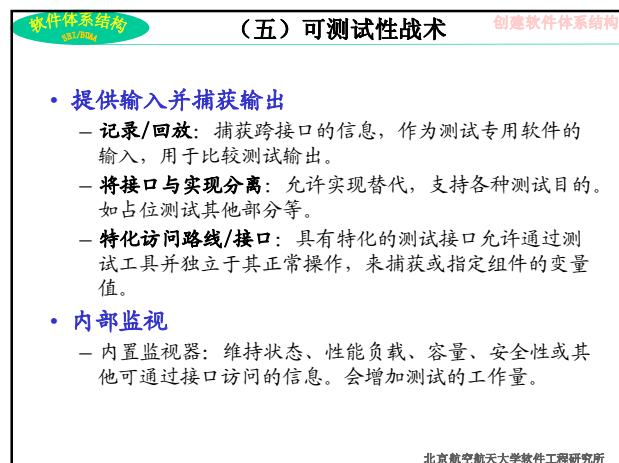 软件体系结构
SEI/BUAA
（五）可测试性战术
创建软件体系结构
• 提供输入并捕获输出
– 记录/回放：捕获跨接口的信息，作为测试专用软件的
输入，用于比较测试输出。
– 将接口与实现分离：允许实现替代，支持各种测试目的。
如占位测试其他部分等。
– 特化访问路线/接口：具有特化的测试接口允许通过测
试工具并独立于其正常操作，来捕获或指定组件的变量
值。
• 内部监视
– 内置监视器：维持状态、性能负载、容量、安全性或其
他可通过接口访问的信息。会增加测试的工作量。
北京航空航天大学软件工程研究所